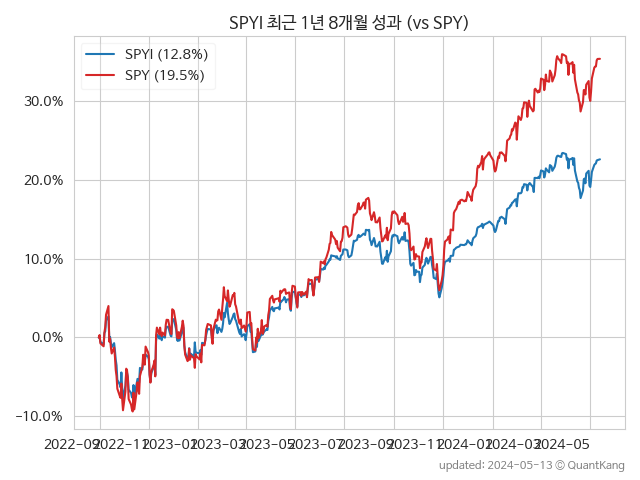 SPYI 최근 1년 8개월 성과 (vs SPY)
SPYI (12.8%)
SPY (19.5%)
30.0%
20.0%
10.0%
0.0%
−10.0%
2022-09 2022-11 2023-01 2023-03 2023-05 2023-07 2023-09 2023-11 2024-01 2024-03 2024-05
updated: 2024-05-13 © QuantKang